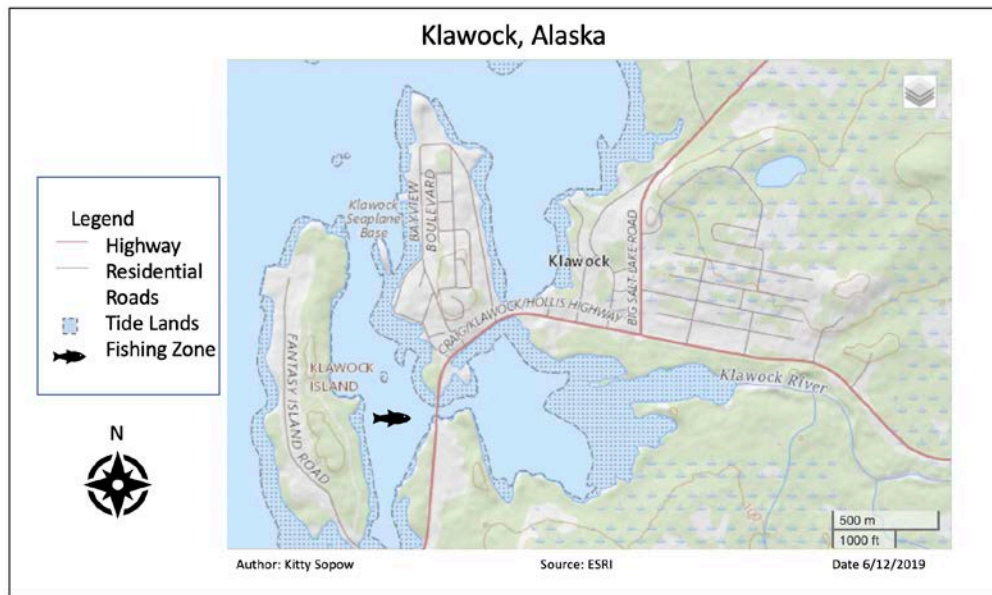 Klawock, Alaska
Legend
Highway
Residential
Roads
Tide Lands
Fishing Zone
N
Klawock
Seaplane
Base
BAYVIEW
BOULEVARD
Klawock
BIG SALT LAKE ROAD
CRAIG/KLAWOCK/HOLLIS HIGHWAY
FANTASY ISLAND ROAD
KLAWOCK
ISLAND
Klawock River
100
500 m
1000 ft
Author: Kitty Sopow
Source: ESRI
Date 6/12/2019